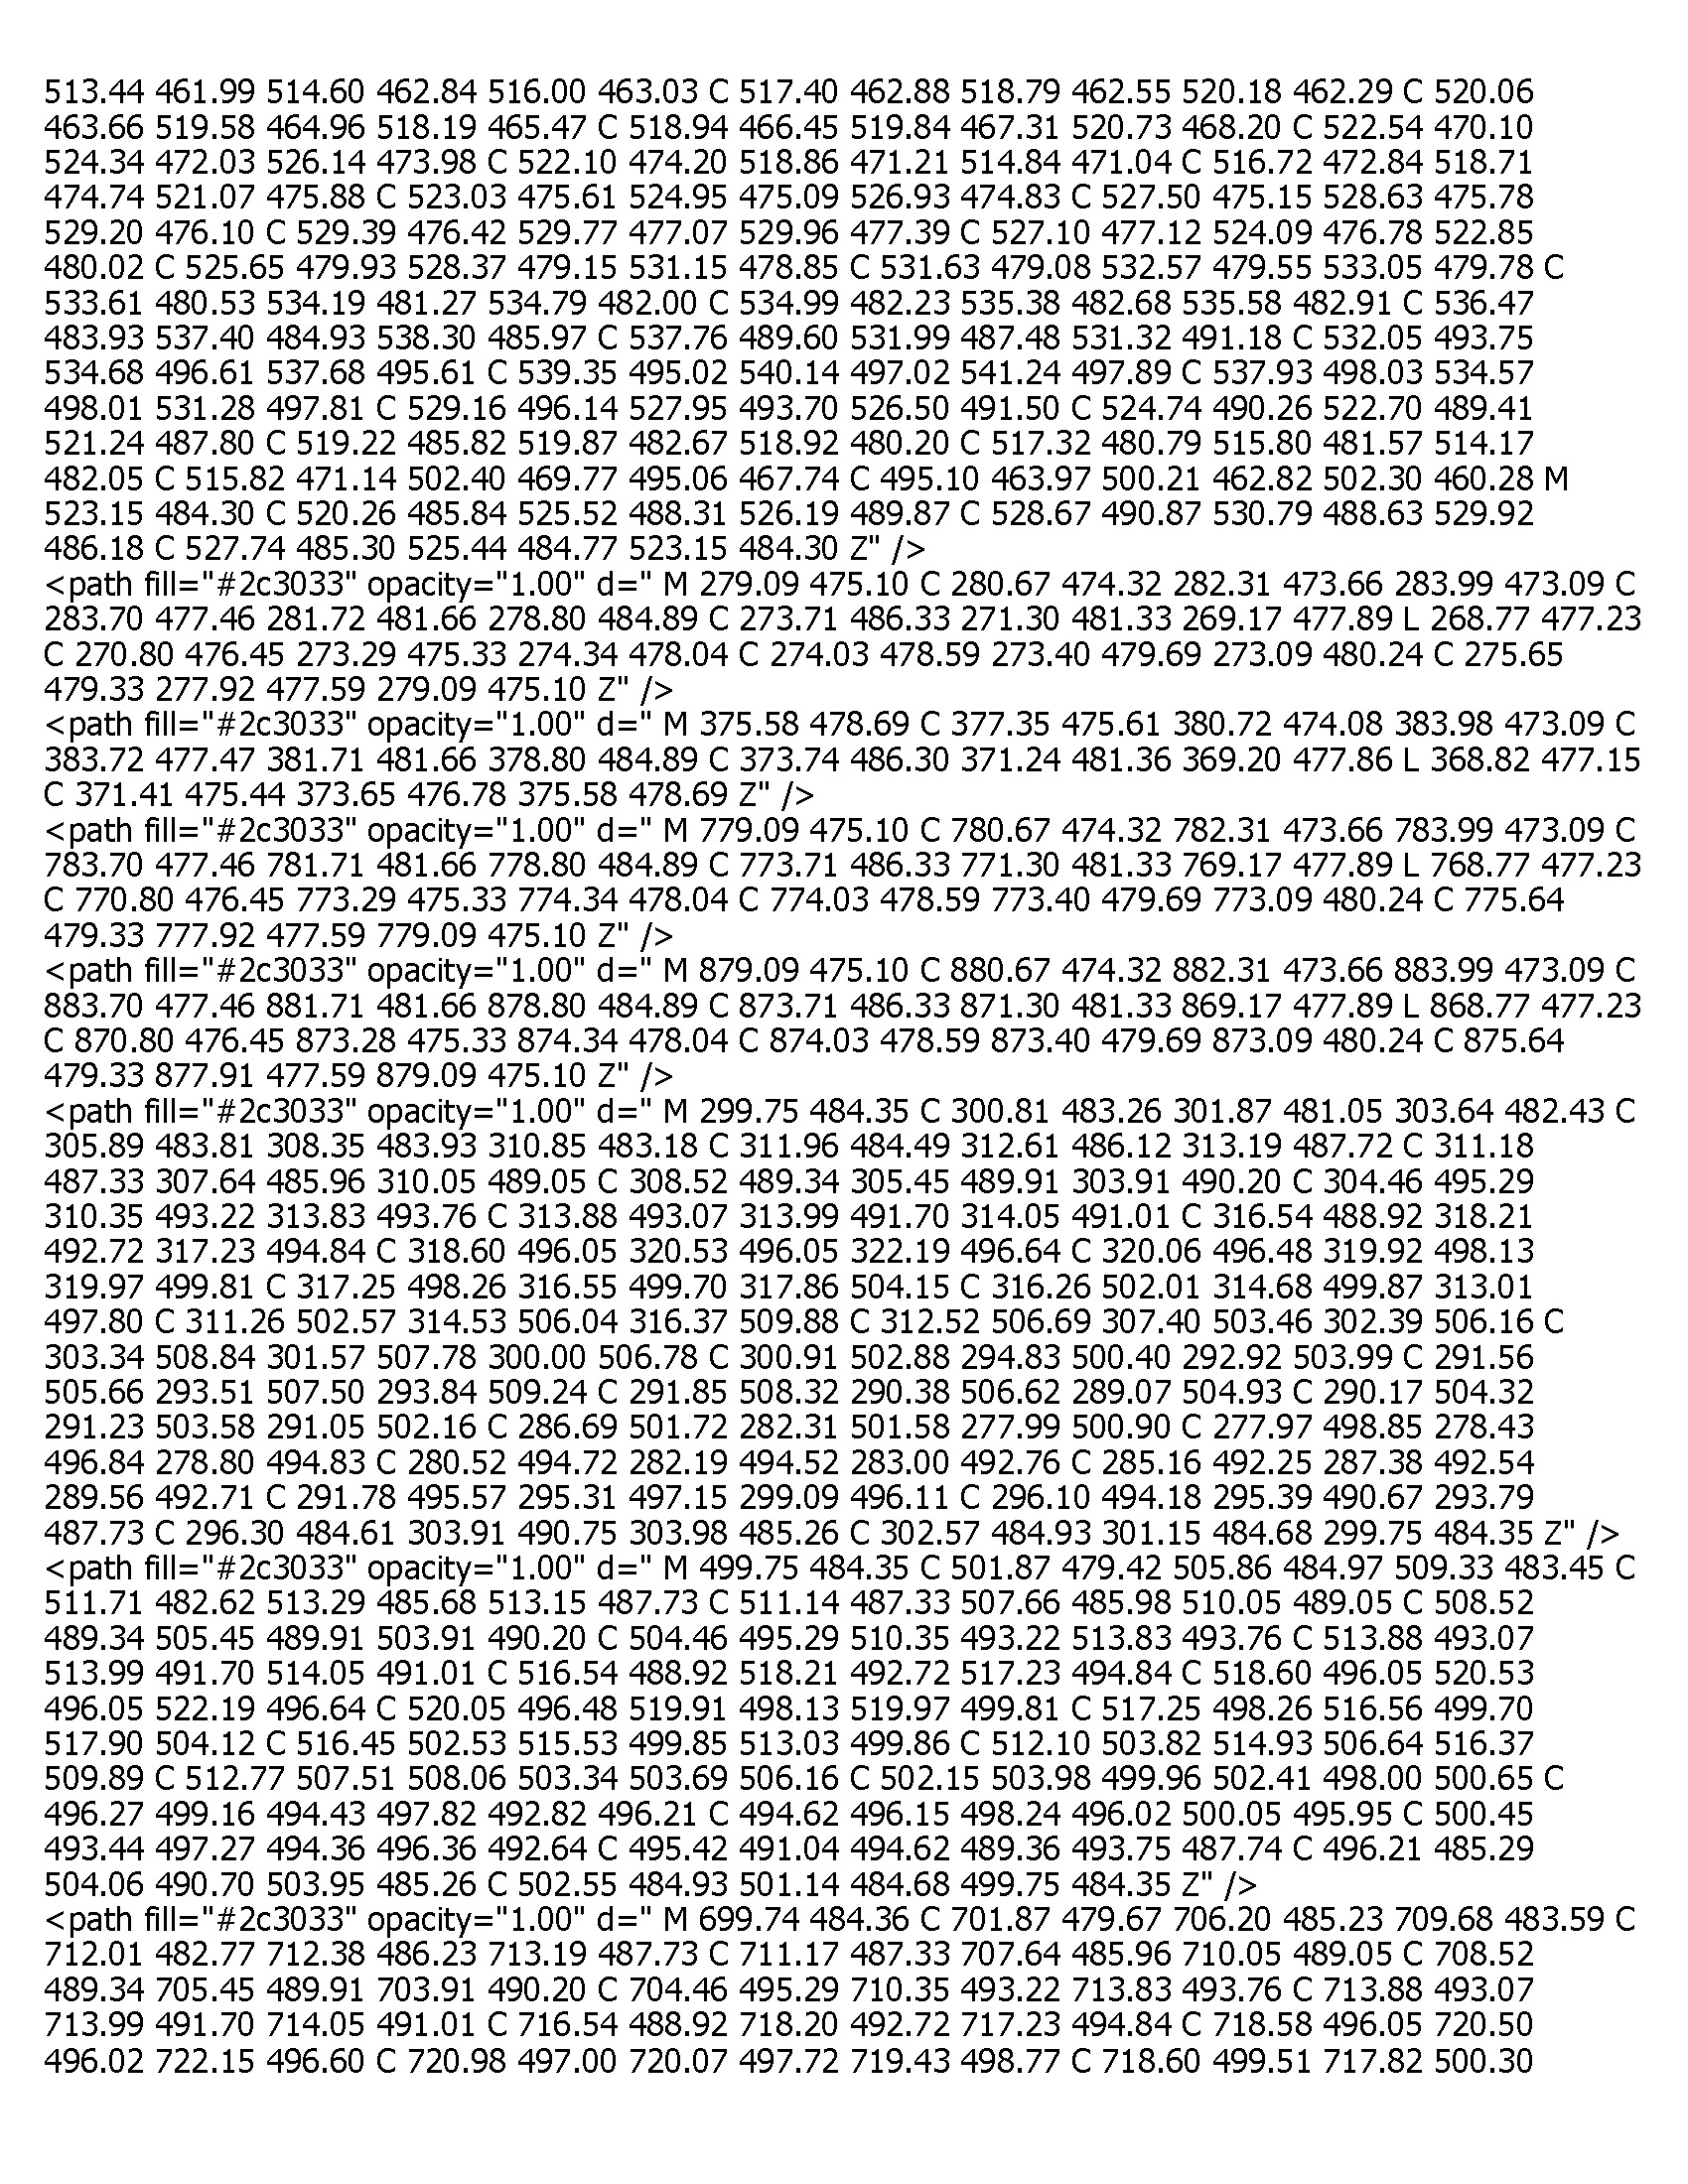 513.44 461.99 514.60 462.84 516.00 463.03 C 517.40 462.88 518.79 462.55 520.18 462.29 C 520.06
463.66 519.58 464.96 518.19 465.47 C 518.94 466.45 519.84 467.31 520.73 468.20 C 522.54 470.10
524.34 472.03 526.14 473.98 C 522.10 474.20 518.86 471.21 514.84 471.04 C 516.72 472.84 518.71
474.74 521.07 475.88 C 523.03 475.61 524.95 475.09 526.93 474.83 C 527.50 475.15 528.63 475.78
529.20 476.10 C 529.39 476.42 529.77 477.07 529.96 477.39 C 527.10 477.12 524.09 476.78 522.85
480.02 C 525.65 479.93 528.37 479.15 531.15 478.85 C 531.63 479.08 532.57 479.55 533.05 479.78 C
533.61 480.53 534.19 481.27 534.79 482.00 C 534.99 482.23 535.38 482.68 535.58 482.91 C 536.47
483.93 537.40 484.93 538.30 485.97 C 537.76 489.60 531.99 487.48 531.32 491.18 C 532.05 493.75
534.68 496.61 537.68 495.61 C 539.35 495.02 540.14 497.02 541.24 497.89 C 537.93 498.03 534.57
498.01 531.28 497.81 C 529.16 496.14 527.95 493.70 526.50 491.50 C 524.74 490.26 522.70 489.41
521.24 487.80 C 519.22 485.82 519.87 482.67 518.92 480.20 C 517.32 480.79 515.80 481.57 514.17
482.05 C 515.82 471.14 502.40 469.77 495.06 467.74 C 495.10 463.97 500.21 462.82 502.30 460.28 M
523.15 484.30 C 520.26 485.84 525.52 488.31 526.19 489.87 C 528.67 490.87 530.79 488.63 529.92
486.18 C 527.74 485.30 525.44 484.77 523.15 484.30 Z" />
<path fill="#2c3033" opacity="1.00" d=" M 279.09 475.10 C 280.67 474.32 282.31 473.66 283.99 473.09 C
283.70 477.46 281.72 481.66 278.80 484.89 C 273.71 486.33 271.30 481.33 269.17 477.89 L 268.77 477.23
C 270.80 476.45 273.29 475.33 274.34 478.04 C 274.03 478.59 273.40 479.69 273.09 480.24 C 275.65
479.33 277.92 477.59 279.09 475.10 Z" />
<path fill="#2c3033" opacity="1.00" d=" M 375.58 478.69 C 377.35 475.61 380.72 474.08 383.98 473.09 C
383.72 477.47 381.71 481.66 378.80 484.89 C 373.74 486.30 371.24 481.36 369.20 477.86 L 368.82 477.15
C 371.41 475.44 373.65 476.78 375.58 478.69 Z" />
<path fill="#2c3033" opacity="1.00" d=" M 779.09 475.10 C 780.67 474.32 782.31 473.66 783.99 473.09 C
783.70 477.46 781.71 481.66 778.80 484.89 C 773.71 486.33 771.30 481.33 769.17 477.89 L 768.77 477.23
C 770.80 476.45 773.29 475.33 774.34 478.04 C 774.03 478.59 773.40 479.69 773.09 480.24 C 775.64
479.33 777.92 477.59 779.09 475.10 Z" />
<path fill="#2c3033" opacity="1.00" d=" M 879.09 475.10 C 880.67 474.32 882.31 473.66 883.99 473.09 C
883.70 477.46 881.71 481.66 878.80 484.89 C 873.71 486.33 871.30 481.33 869.17 477.89 L 868.77 477.23
C 870.80 476.45 873.28 475.33 874.34 478.04 C 874.03 478.59 873.40 479.69 873.09 480.24 C 875.64
479.33 877.91 477.59 879.09 475.10 Z" />
<path fill="#2c3033" opacity="1.00" d=" M 299.75 484.35 C 300.81 483.26 301.87 481.05 303.64 482.43 C
305.89 483.81 308.35 483.93 310.85 483.18 C 311.96 484.49 312.61 486.12 313.19 487.72 C 311.18
487.33 307.64 485.96 310.05 489.05 C 308.52 489.34 305.45 489.91 303.91 490.20 C 304.46 495.29
310.35 493.22 313.83 493.76 C 313.88 493.07 313.99 491.70 314.05 491.01 C 316.54 488.92 318.21
492.72 317.23 494.84 C 318.60 496.05 320.53 496.05 322.19 496.64 C 320.06 496.48 319.92 498.13
319.97 499.81 C 317.25 498.26 316.55 499.70 317.86 504.15 C 316.26 502.01 314.68 499.87 313.01
497.80 C 311.26 502.57 314.53 506.04 316.37 509.88 C 312.52 506.69 307.40 503.46 302.39 506.16 C
303.34 508.84 301.57 507.78 300.00 506.78 C 300.91 502.88 294.83 500.40 292.92 503.99 C 291.56
505.66 293.51 507.50 293.84 509.24 C 291.85 508.32 290.38 506.62 289.07 504.93 C 290.17 504.32
291.23 503.58 291.05 502.16 C 286.69 501.72 282.31 501.58 277.99 500.90 C 277.97 498.85 278.43
496.84 278.80 494.83 C 280.52 494.72 282.19 494.52 283.00 492.76 C 285.16 492.25 287.38 492.54
289.56 492.71 C 291.78 495.57 295.31 497.15 299.09 496.11 C 296.10 494.18 295.39 490.67 293.79
487.73 C 296.30 484.61 303.91 490.75 303.98 485.26 C 302.57 484.93 301.15 484.68 299.75 484.35 Z" />
<path fill="#2c3033" opacity="1.00" d=" M 499.75 484.35 C 501.87 479.42 505.86 484.97 509.33 483.45 C
511.71 482.62 513.29 485.68 513.15 487.73 C 511.14 487.33 507.66 485.98 510.05 489.05 C 508.52
489.34 505.45 489.91 503.91 490.20 C 504.46 495.29 510.35 493.22 513.83 493.76 C 513.88 493.07
513.99 491.70 514.05 491.01 C 516.54 488.92 518.21 492.72 517.23 494.84 C 518.60 496.05 520.53
496.05 522.19 496.64 C 520.05 496.48 519.91 498.13 519.97 499.81 C 517.25 498.26 516.56 499.70
517.90 504.12 C 516.45 502.53 515.53 499.85 513.03 499.86 C 512.10 503.82 514.93 506.64 516.37
509.89 C 512.77 507.51 508.06 503.34 503.69 506.16 C 502.15 503.98 499.96 502.41 498.00 500.65 C
496.27 499.16 494.43 497.82 492.82 496.21 C 494.62 496.15 498.24 496.02 500.05 495.95 C 500.45
493.44 497.27 494.36 496.36 492.64 C 495.42 491.04 494.62 489.36 493.75 487.74 C 496.21 485.29
504.06 490.70 503.95 485.26 C 502.55 484.93 501.14 484.68 499.75 484.35 Z" />
<path fill="#2c3033" opacity="1.00" d=" M 699.74 484.36 C 701.87 479.67 706.20 485.23 709.68 483.59 C
712.01 482.77 712.38 486.23 713.19 487.73 C 711.17 487.33 707.64 485.96 710.05 489.05 C 708.52
489.34 705.45 489.91 703.91 490.20 C 704.46 495.29 710.35 493.22 713.83 493.76 C 713.88 493.07
713.99 491.70 714.05 491.01 C 716.54 488.92 718.20 492.72 717.23 494.84 C 718.58 496.05 720.50
496.02 722.15 496.60 C 720.98 497.00 720.07 497.72 719.43 498.77 C 718.60 499.51 717.82 500.30